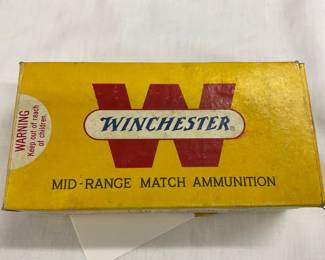 WARNING
Keep out of reach
of children.
W
WINCHESTER
MID-RANGE MATCH AMMUNITION